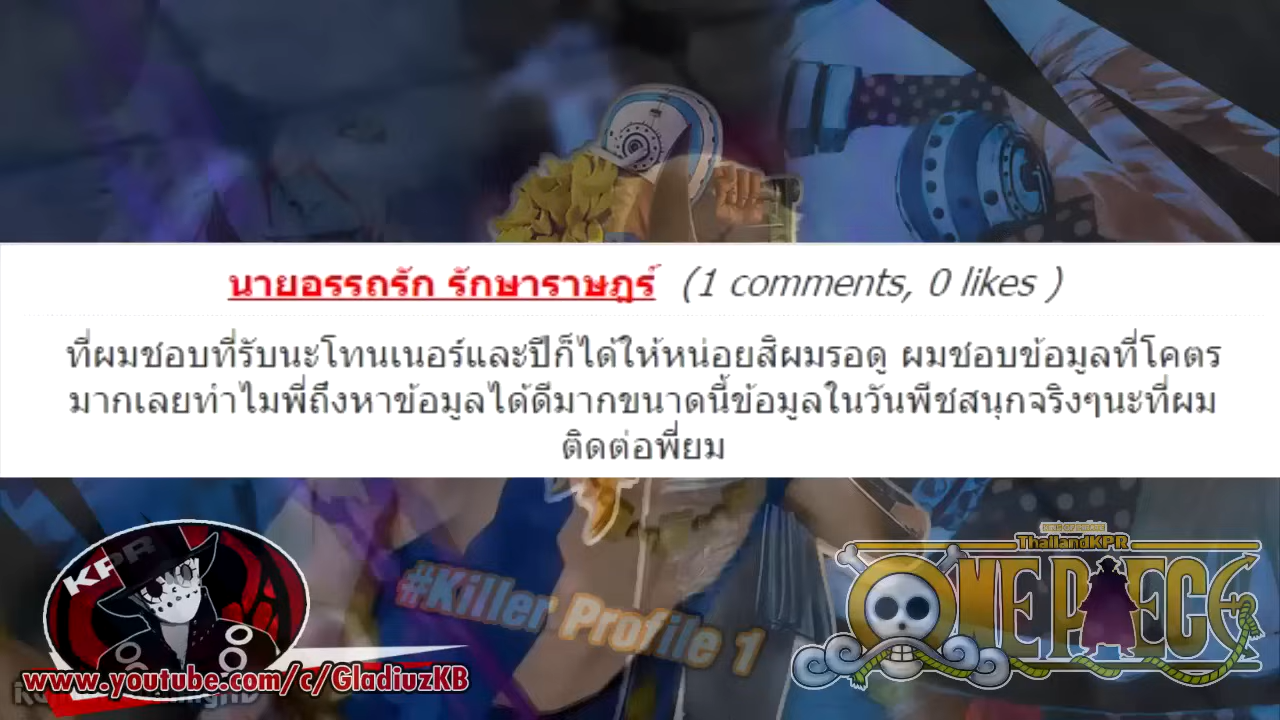 นายอรรถรัก รักษาราษฎร์ (1 comments, 0 likes )
ที่ผมชอบที่รับนะโทนเนอร์และปีก็ได้ให้หน่อยสิผมรอดู ผมชอบข้อมูลที่โคตร
มากเลยทำไมพี่ถึงหาข้อมูลได้ดีมากขนาดนี้ข้อมูลในวันพีชสนุกจริงๆนะที่ผม
ติดต่อพี่ยม
KPR
#Killer Profile 1
ThailandKPR
ONE PIECE
www.youtube.com/c/GladiuzKB